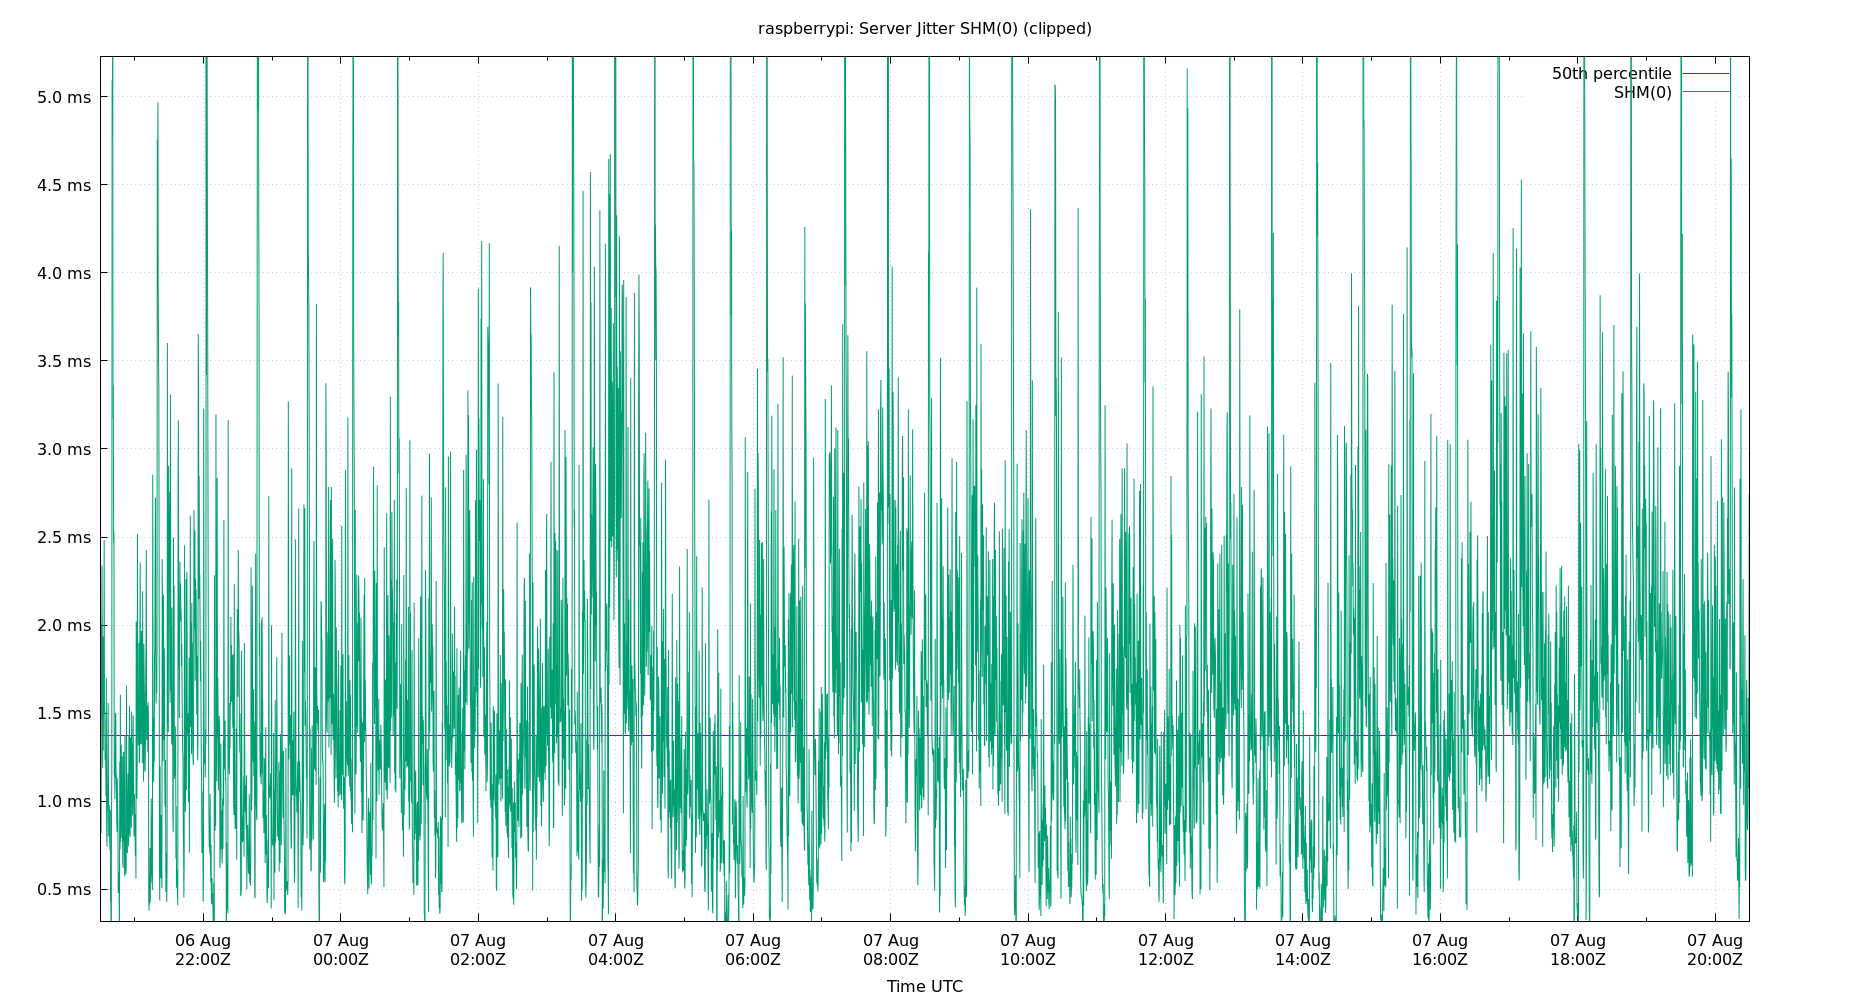 raspberrypi: Server Jitter SHM(0) (clipped)
50th percentile
SHM(0)
5.0 ms
4.5 ms
4.0 ms
3.5 ms
3.0 ms
2.5 ms
2.0 ms
1.5 ms
1.0 ms
0.5 ms
06 Aug 07 Aug 07 Aug 07 Aug 07 Aug 07 Aug 07 Aug 07 Aug 07 Aug 07 Aug 07 Aug 07 Aug
22:00Z 00:00Z 02:00Z 04:00Z 06:00Z 08:00Z 10:00Z 12:00Z 14:00Z 16:00Z 18:00Z 20:00Z
Time UTC